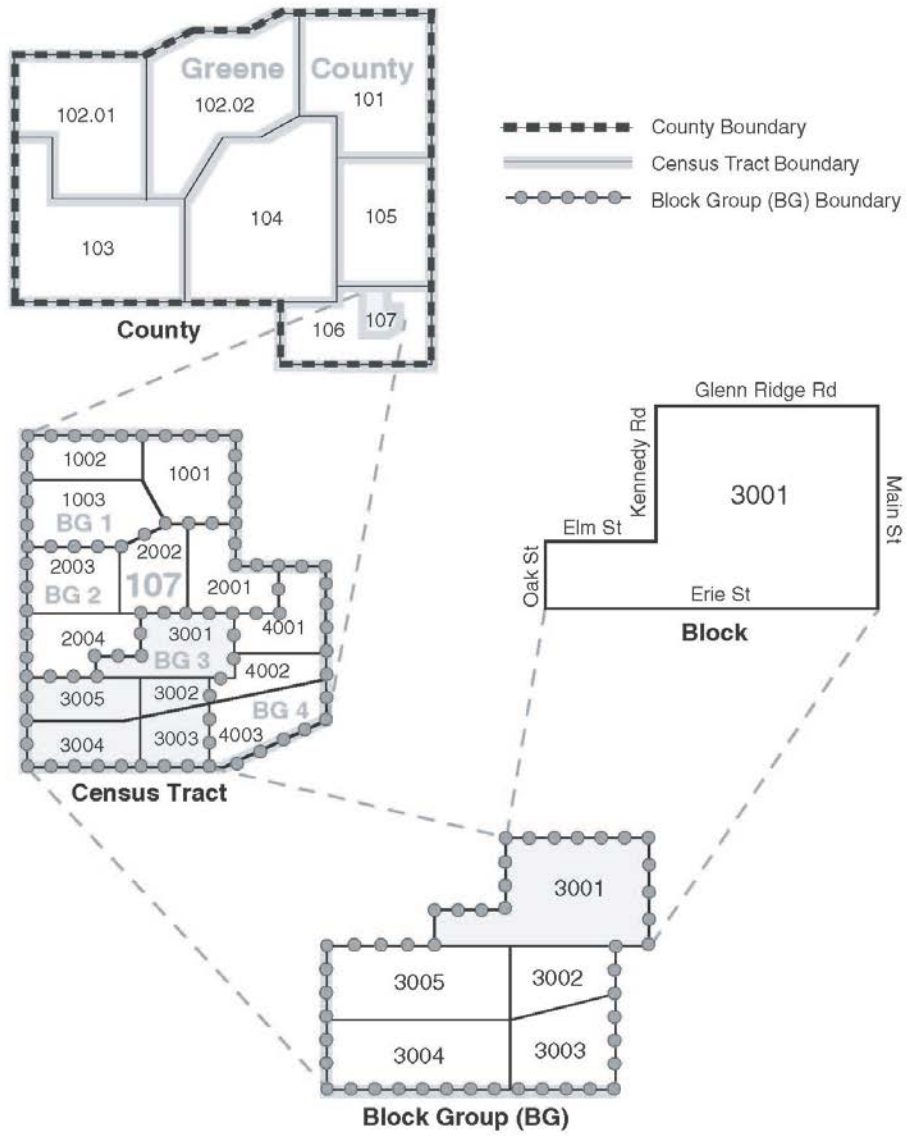 Greene County
102.01
102.02
101
103
104
105
106
107
County
County Boundary
Census Tract Boundary
Block Group (BG) Boundary
1002
1001
1003
BG 1
2002
2003
107
BG 2
2001
2004
3001
4001
BG 3
4002
3005
3002
BG 4
3004
3003
4003
Census Tract
Glenn Ridge Rd
Kennedy Rd
3001
Main St
Elm St
Oak St
Erie St
Block
3001
3005
3002
3004
3003
Block Group (BG)